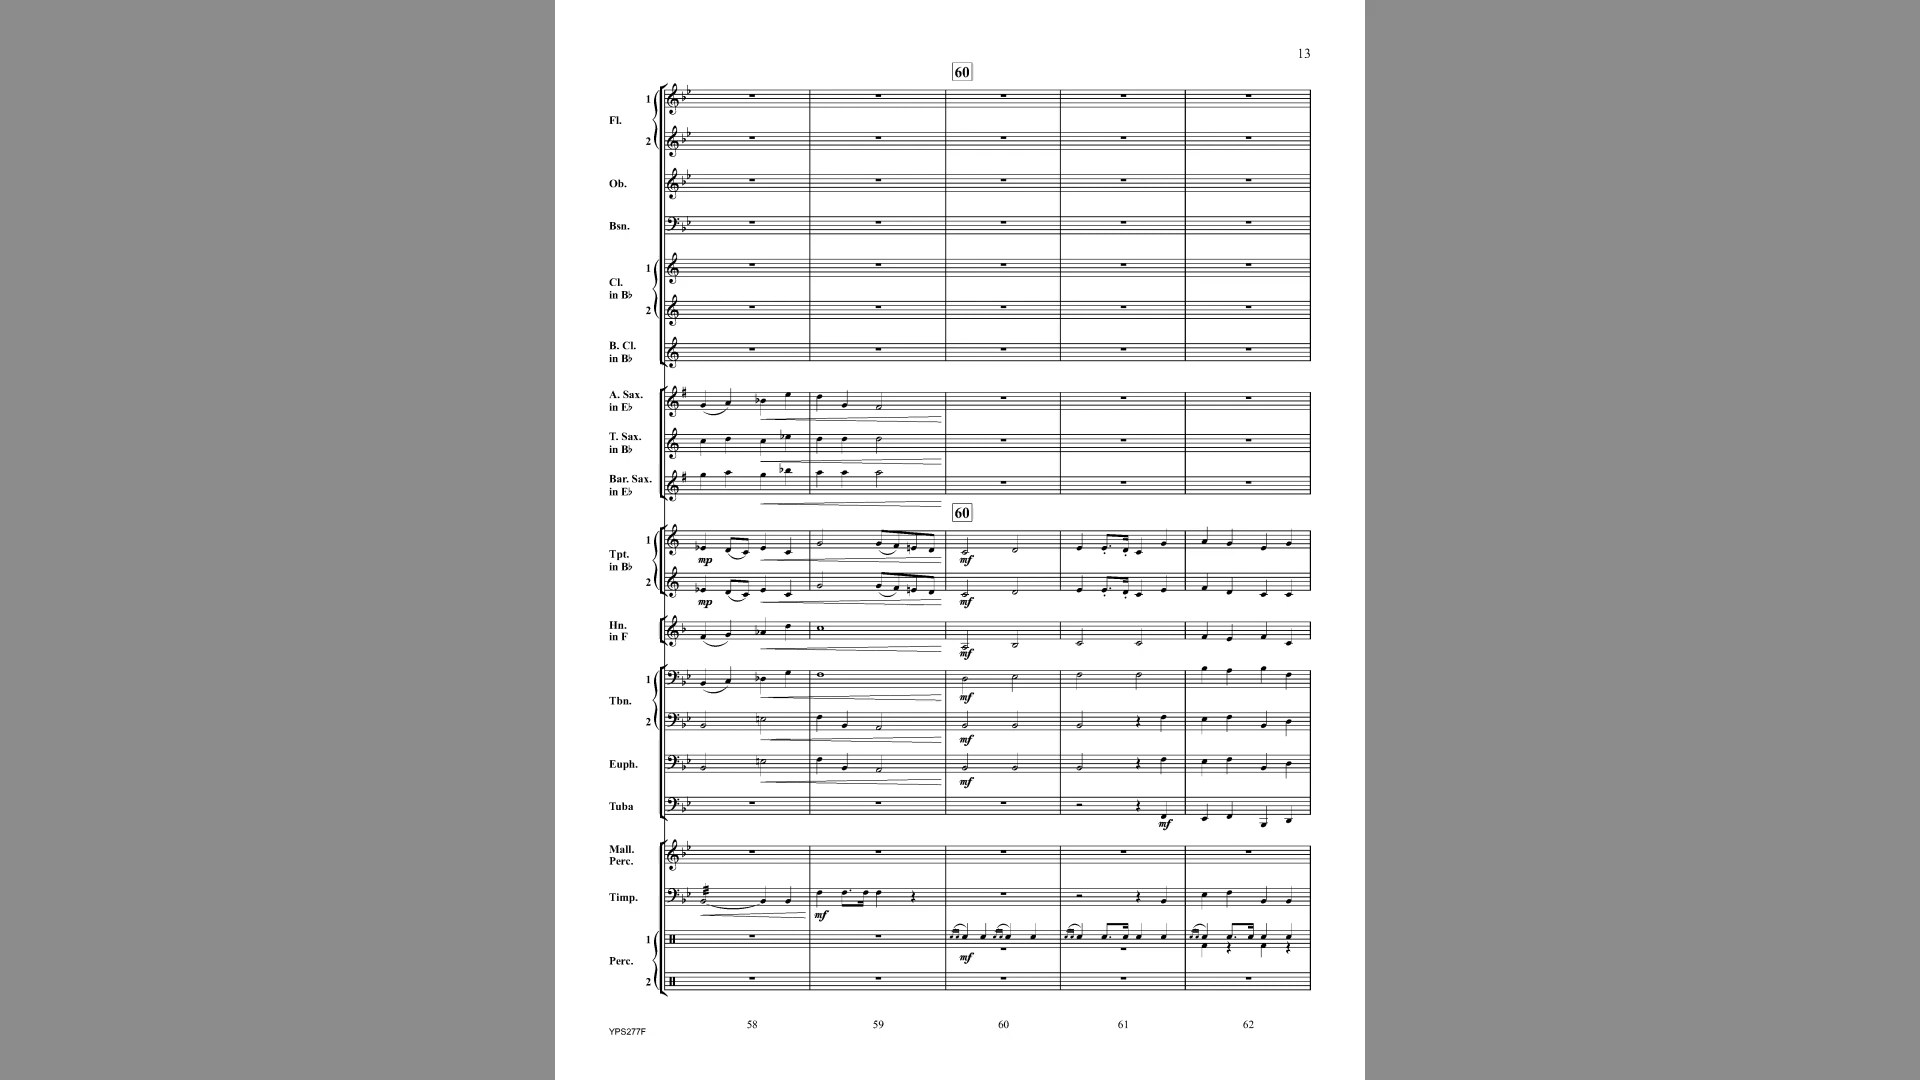 13
60
1
Fl.
2
Ob.
Bsn.
1
Cl.
in B♭
2
B. Cl.
in B♭
A. Sax.
in E♭
T. Sax.
in B♭
Bar. Sax.
in E♭
60
1
Tpt.
in B♭
mp
mf
2
mp
mf
Hn.
in F
mf
1
Tbn.
mf
2
mf
Euph.
mf
Tuba
mf
Mall.
Perc.
Timp.
mf
1
Perc.
mf
2
58 59 60 61 62
YPS277F